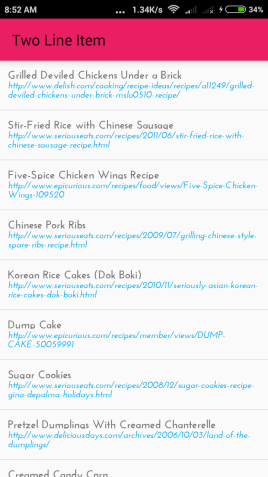 8:52 AM ... 1.34K/s 34%
Two Line Item
Grilled Deviled Chickens Under a Brick
http://www.delish.com/cooking/recipe-ideas/recipes/a1249/grilled-
deviled-chickens-under-brick-mslo0510-recipe/
Stir-Fried Rice with Chinese Sausage
http://www.seriouseats.com/recipes/2011/06/stir-fried-rice-with-
chinese-sausage-recipe.html
Five-Spice Chicken Wings Recipe
http://www.epicurious.com/recipes/food/views/Five-Spice-Chicken-
Wings-109520
Chinese Pork Ribs
http://www.seriouseats.com/recipes/2009/07/grilling-chinese-style-
spare-ribs-recipe.html
Korean Rice Cakes (Dok Boki)
http://www.seriouseats.com/recipes/2010/11/seriously-asian-korean-
rice-cakes-dok-boki.html
Dump Cake
http://www.epicurious.com/recipes/member/views/DUMP-
CAKE-50059991
Sugar Cookies
http://www.seriouseats.com/recipes/2008/12/sugar-cookies-recipe-
gina-depalma-holidays.html
Pretzel Dumplings With Creamed Chanterelle
http://www.deliciousdays.com/archives/2006/10/03/land-of-the-
dumplings/
Creamed Candy Corn